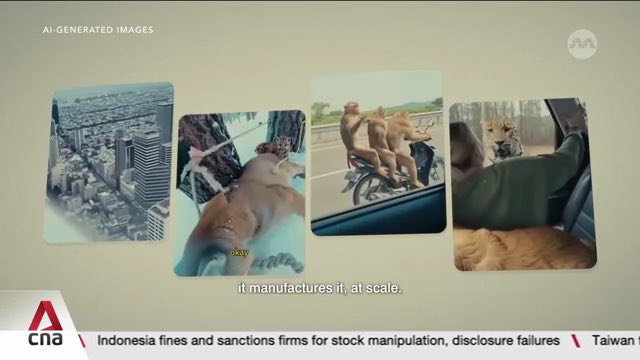 AI-GENERATED IMAGES
okay
it manufactures it, at scale.
cna
Indonesia fines and sanctions firms for stock manipulation, disclosure failures
Taiwan